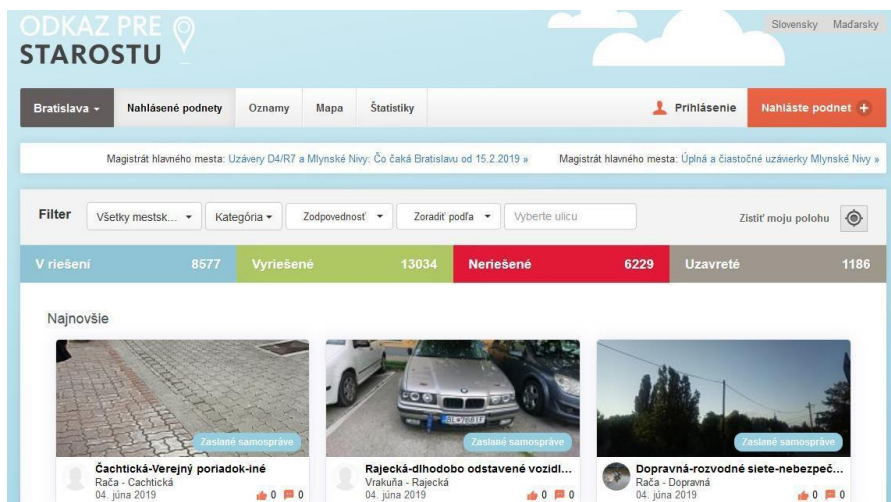 ODKAZ PRE
STAROSTU
Slovensky Maďarsky
Bratislava Nahlásené podnety Oznamy Mapa Štatistiky Prihlásenie Nahláste podnet +
Magistrát hlavného mesta: Uzávery D4/R7 a Mlynské Nivy: Čo čaká Bratislavu od 15.2.2019 » Magistrát hlavného mesta: Úplná a čiastočné uzávierky Mlynské Nivy »
Filter Všetky mestsk... Kategória Zodpovednosť Zoradiť podľa Vyberte ulicu Zistiť moju polohu
V riešení 8577 Vyriešené 13034 Neriešené 6229 Uzavreté 1186
Najnovšie
Zaslané samospráve Zaslané samospráve Zaslané samospráve
Čachtická-Verejný poriadok-iné Rajecká-dlhodobo odstavené vozidl... Dopravná-rozvodné siete-nebezpeč...
Rača - Cachtická Vrakuňa - Rajecká Rača - Dopravná
04. júna 2019 0 0 04. júna 2019 0 0 04. júna 2019 0 0